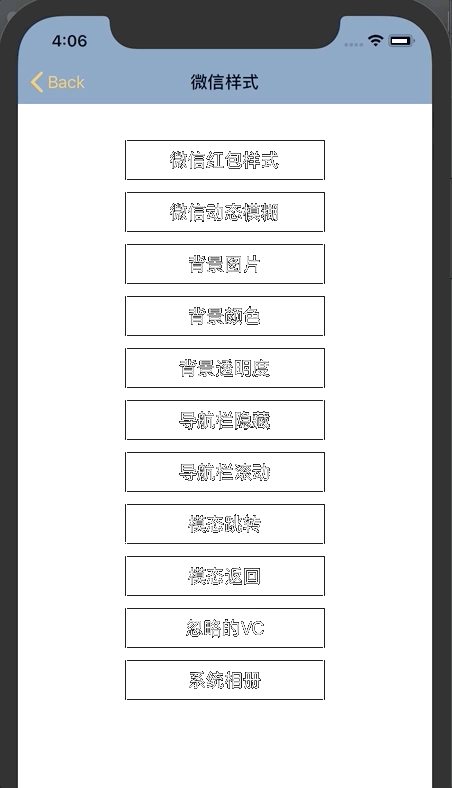 4:06
Back
微信样式
微信红包样式
微信动态模糊
背景图片
背景颜色
背景透明度
导航栏隐藏
导航栏滚动
模态跳转
模态返回
忽略的VC
系统相册